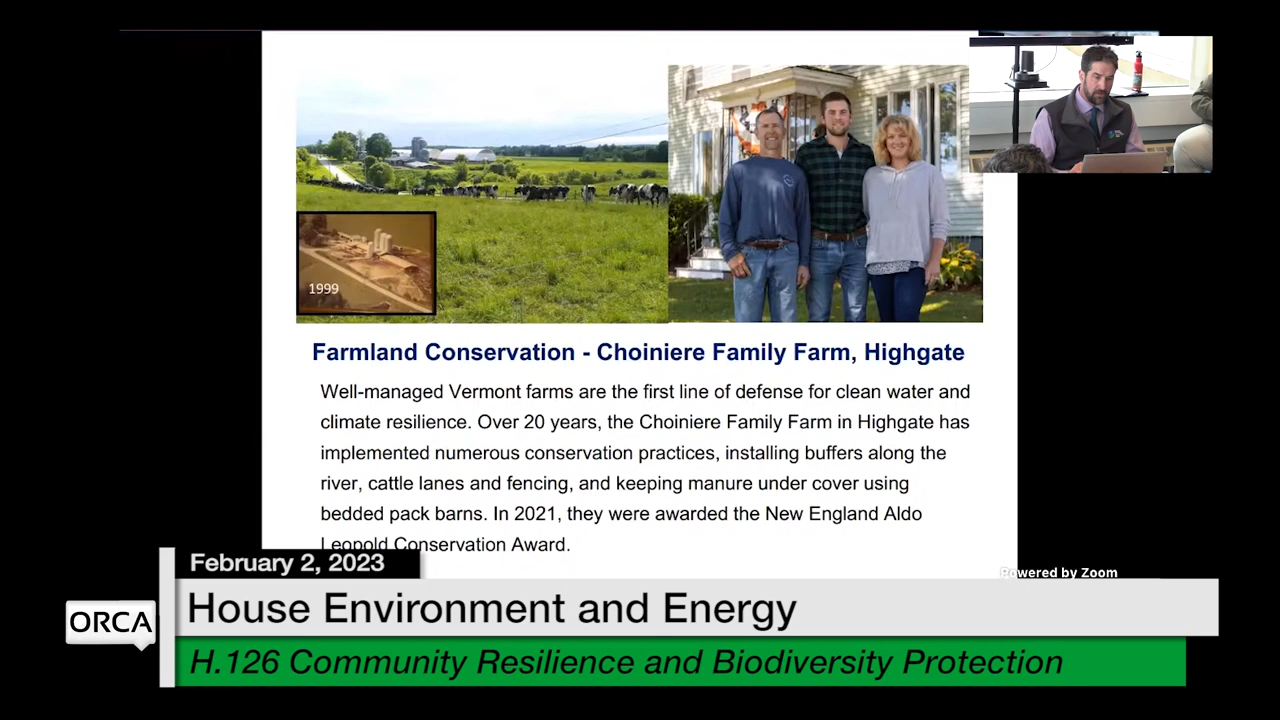 1999
Farmland Conservation - Choiniere Family Farm, Highgate
Well-managed Vermont farms are the first line of defense for clean water and
climate resilience. Over 20 years, the Choiniere Family Farm in Highgate has
implemented numerous conservation practices, installing buffers along the
river, cattle lanes and fencing, and keeping manure under cover using
bedded pack barns. In 2021, they were awarded the New England Aldo
Leopold Conservation Award.
February 2, 2023
Powered by Zoom
ORCA
House Environment and Energy
H.126 Community Resilience and Biodiversity Protection